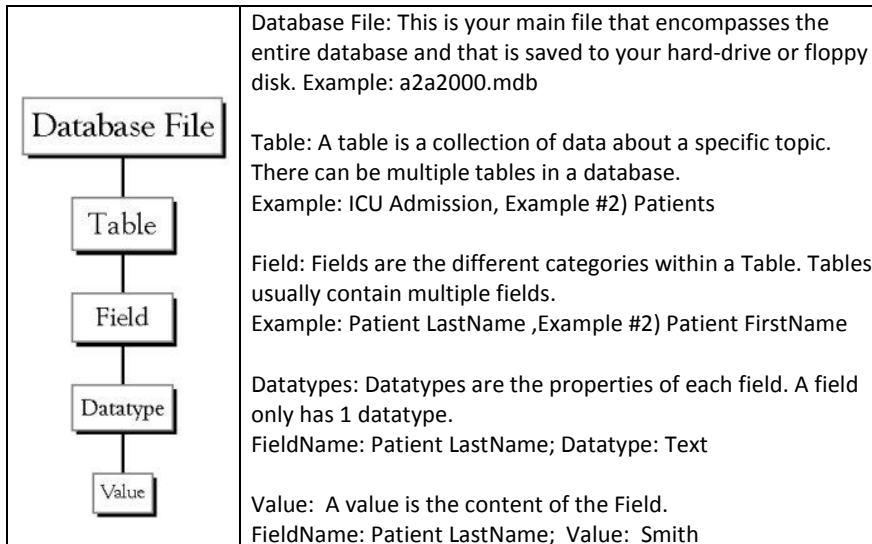 Database File
Table
Field
Datatype
Value
Database File: This is your main file that encompasses the
entire database and that is saved to your hard-drive or floppy
disk. Example: a2a2000.mdb
Table: A table is a collection of data about a specific topic.
There can be multiple tables in a database.
Example: ICU Admission, Example #2) Patients
Field: Fields are the different categories within a Table. Tables
usually contain multiple fields.
Example: Patient LastName ,Example #2) Patient FirstName
Datatypes: Datatypes are the properties of each field. A field
only has 1 datatype.
FieldName: Patient LastName; Datatype: Text
Value:  A value is the content of the Field.
FieldName: Patient LastName;  Value:  Smith